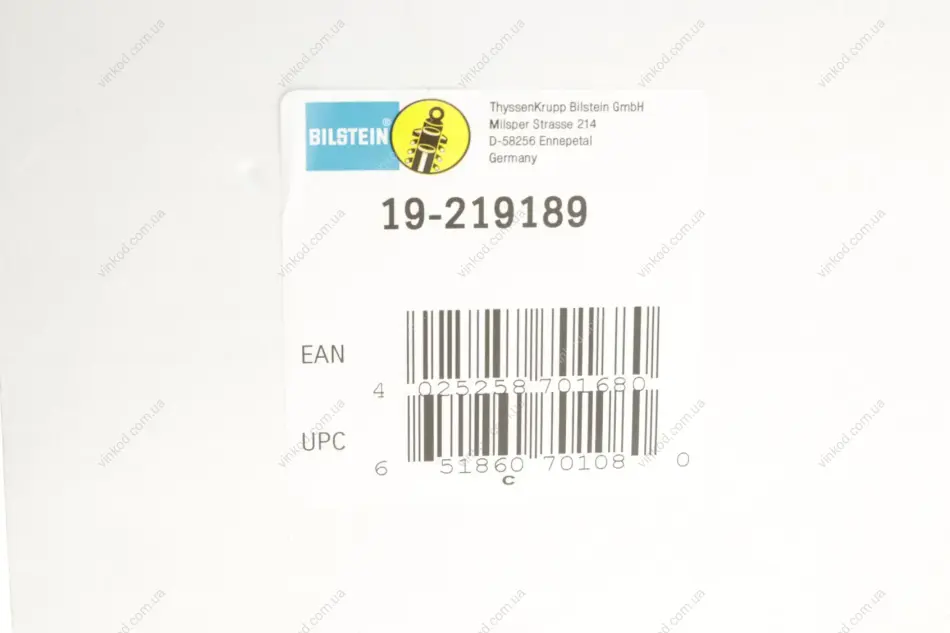 BILSTEIN®
ThyssenKrupp Bilstein GmbH
Milsper Strasse 214
D-58256 Ennepetal
Germany
19-219189
EAN
4 025258 701680
UPC
6 51860 70108 0
C
vinkod.com.ua